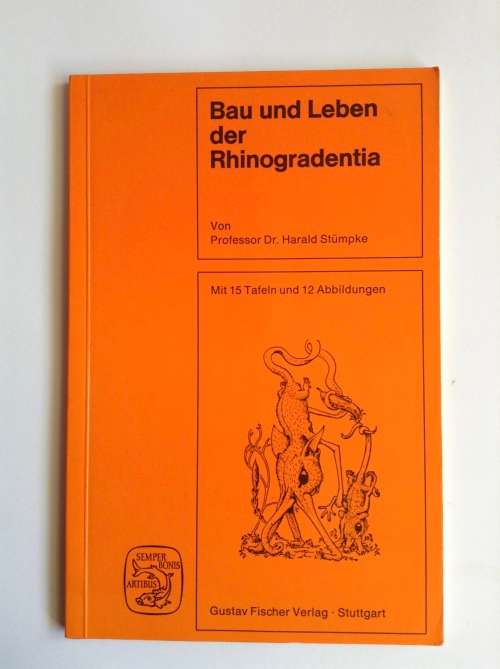 Bau und Leben
der
Rhinogradentia
Von
Professor Dr. Harald Stümpke
Mit 15 Tafeln und 12 Abbildungen
SEMPER
BONIS
ARTIBUS
Gustav Fischer Verlag · Stuttgart